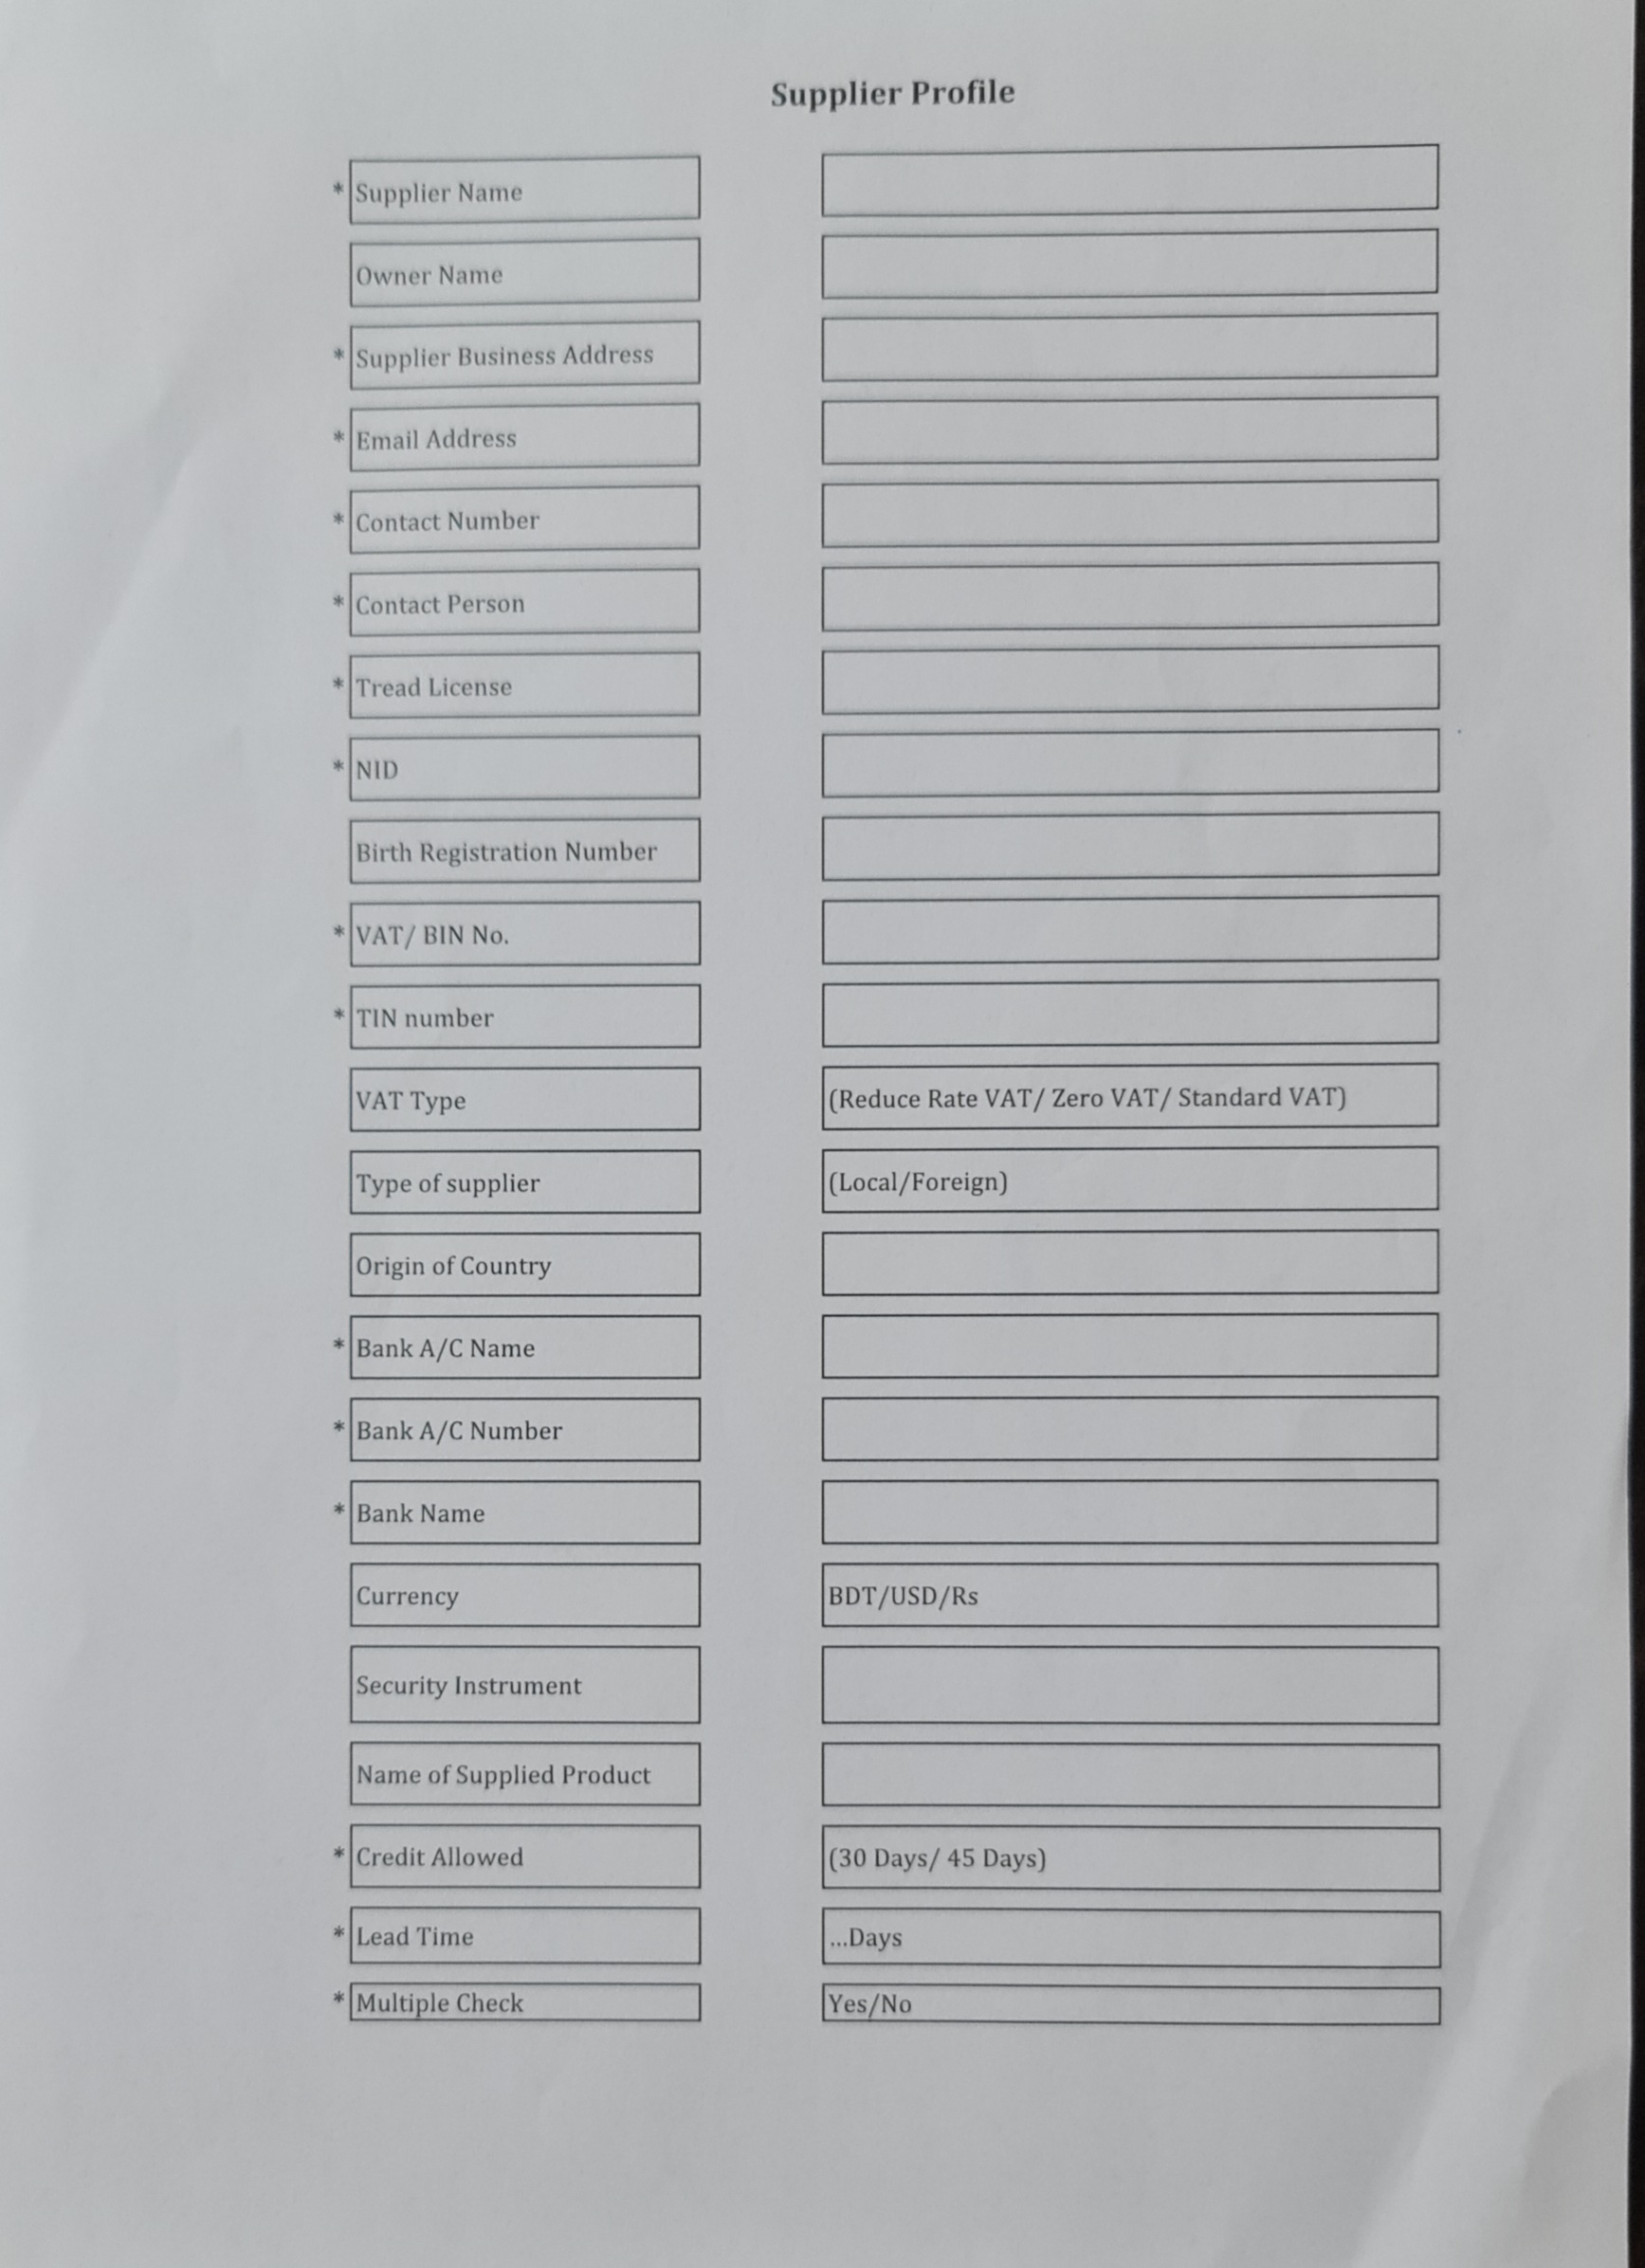 Supplier Profile
* Supplier Name
Owner Name
* Supplier Business Address
* Email Address
* Contact Number
* Contact Person
* Tread License
* NID
Birth Registration Number
* VAT/ BIN No.
* TIN number
VAT Type (Reduce Rate VAT/ Zero VAT/ Standard VAT)
Type of supplier (Local/Foreign)
Origin of Country
* Bank A/C Name
* Bank A/C Number
* Bank Name
Currency BDT/USD/Rs
Security Instrument
Name of Supplied Product
* Credit Allowed (30 Days/ 45 Days)
* Lead Time ...Days
* Multiple Check Yes/No